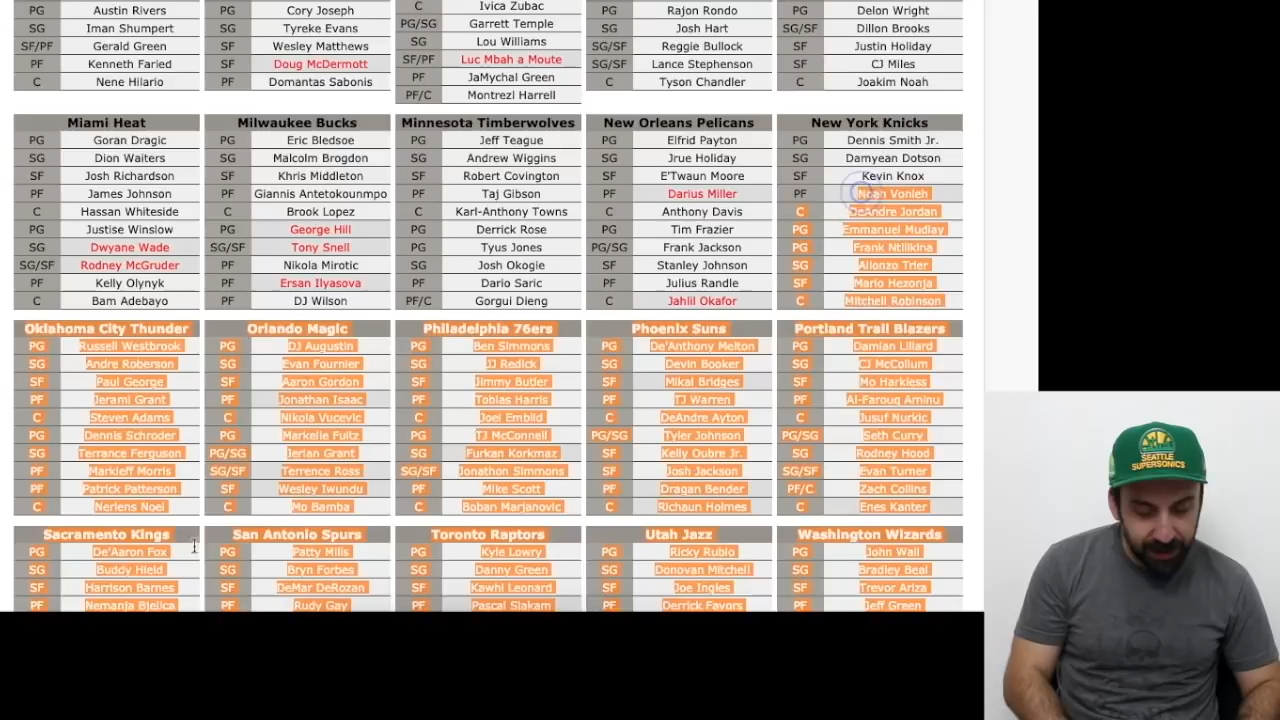 PG Austin Rivers
SG Iman Shumpert
SF/PF Gerald Green
PF Kenneth Faried
C Nene Hilario
PG Cory Joseph
SG Tyreke Evans
SF Wesley Matthews
SF Doug McDermott
PF Domantas Sabonis
C Ivica Zubac
PG/SG Garrett Temple
SG Lou Williams
SF/PF Luc Mbah a Moute
PF JaMychal Green
PF/C Montrezl Harrell
PG Rajon Rondo
SG Josh Hart
SG/SF Reggie Bullock
SG/SF Lance Stephenson
C Tyson Chandler
PG Delon Wright
SG/SF Dillon Brooks
SF Justin Holiday
SF CJ Miles
C Joakim Noah
Miami Heat
PG Goran Dragic
SG Dion Waiters
SF Josh Richardson
PF James Johnson
C Hassan Whiteside
PG Justise Winslow
SG Dwyane Wade
SG/SF Rodney McGruder
PF Kelly Olynyk
C Bam Adebayo
Milwaukee Bucks
PG Eric Bledsoe
SG Malcolm Brogdon
SF Khris Middleton
PF Giannis Antetokounmpo
C Brook Lopez
PG George Hill
SG/SF Tony Snell
PF Nikola Mirotic
PF Ersan Ilyasova
PF DJ Wilson
Minnesota Timberwolves
PG Jeff Teague
SG Andrew Wiggins
SF Robert Covington
PF Taj Gibson
C Karl-Anthony Towns
PG Derrick Rose
PG Tyus Jones
SG Josh Okogie
PF Dario Saric
PF/C Gorgui Dieng
New Orleans Pelicans
PG Elfrid Payton
SG Jrue Holiday
SF E'Twaun Moore
PF Darius Miller
C Anthony Davis
PG Tim Frazier
PG/SG Frank Jackson
SF Stanley Johnson
PF Julius Randle
C Jahlil Okafor
New York Knicks
PG Dennis Smith Jr.
SG Damyean Dotson
SF Kevin Knox
PF Noah Vonleh
C DeAndre Jordan
PG Emmanuel Mudiay
PG Frank Ntilikina
SG Allonzo Trier
SF Mario Hezonja
C Mitchell Robinson
Oklahoma City Thunder
PG Russell Westbrook
SG Andre Roberson
SF Paul George
PF Jerami Grant
C Steven Adams
PG Dennis Schroder
SG Terrance Ferguson
PF Markieff Morris
PF Patrick Patterson
C Nerlens Noel
Orlando Magic
PG DJ Augustin
SG Evan Fournier
SF Aaron Gordon
PF Jonathan Isaac
C Nikola Vucevic
PG Markelle Fultz
PG/SG Jerian Grant
SG/SF Terrence Ross
SF Wesley Iwundu
C Mo Bamba
Philadelphia 76ers
PG Ben Simmons
SG JJ Redick
SF Jimmy Butler
PF Tobias Harris
C Joel Embiid
PG TJ McConnell
SG Furkan Korkmaz
SG/SF Jonathon Simmons
PF Mike Scott
C Boban Marjanovic
Phoenix Suns
PG De'Anthony Melton
SG Devin Booker
SF Mikal Bridges
PF TJ Warren
C DeAndre Ayton
PG/SG Tyler Johnson
SF Kelly Oubre Jr.
SF Josh Jackson
PF Dragan Bender
C Richaun Holmes
Portland Trail Blazers
PG Damian Lillard
SG CJ McCollum
SF Mo Harkless
PF Al-Farouq Aminu
C Jusuf Nurkic
PG/SG Seth Curry
SG Rodney Hood
SG/SF Evan Turner
PF/C Zach Collins
C Enes Kanter
Sacramento Kings
PG De'Aaron Fox
SG Buddy Hield
SF Harrison Barnes
PF Nemanja Bjelica
San Antonio Spurs
PG Patty Mills
SG Bryn Forbes
SF DeMar DeRozan
PF Rudy Gay
Toronto Raptors
PG Kyle Lowry
SG Danny Green
SF Kawhi Leonard
PF Pascal Siakam
Utah Jazz
PG Ricky Rubio
SG Donovan Mitchell
SF Joe Ingles
PF Derrick Favors
Washington Wizards
PG John Wall
SG Bradley Beal
SF Trevor Ariza
PF Jeff Green
SEATTLE
SUPERSONICS